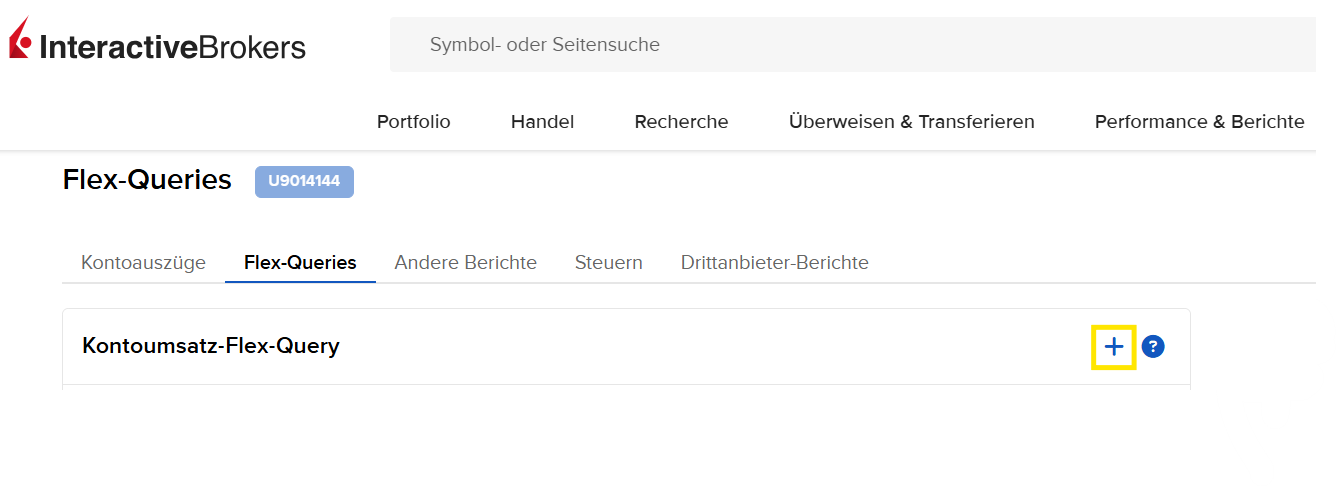 InteractiveBrokers
Symbol- oder Seitensuche
Portfolio Handel Recherche Überweisen & Transferieren Performance & Berichte
Flex-Queries U9014144
Kontoauszüge Flex-Queries Andere Berichte Steuern Drittanbieter-Berichte
Kontoumsatz-Flex-Query + ?